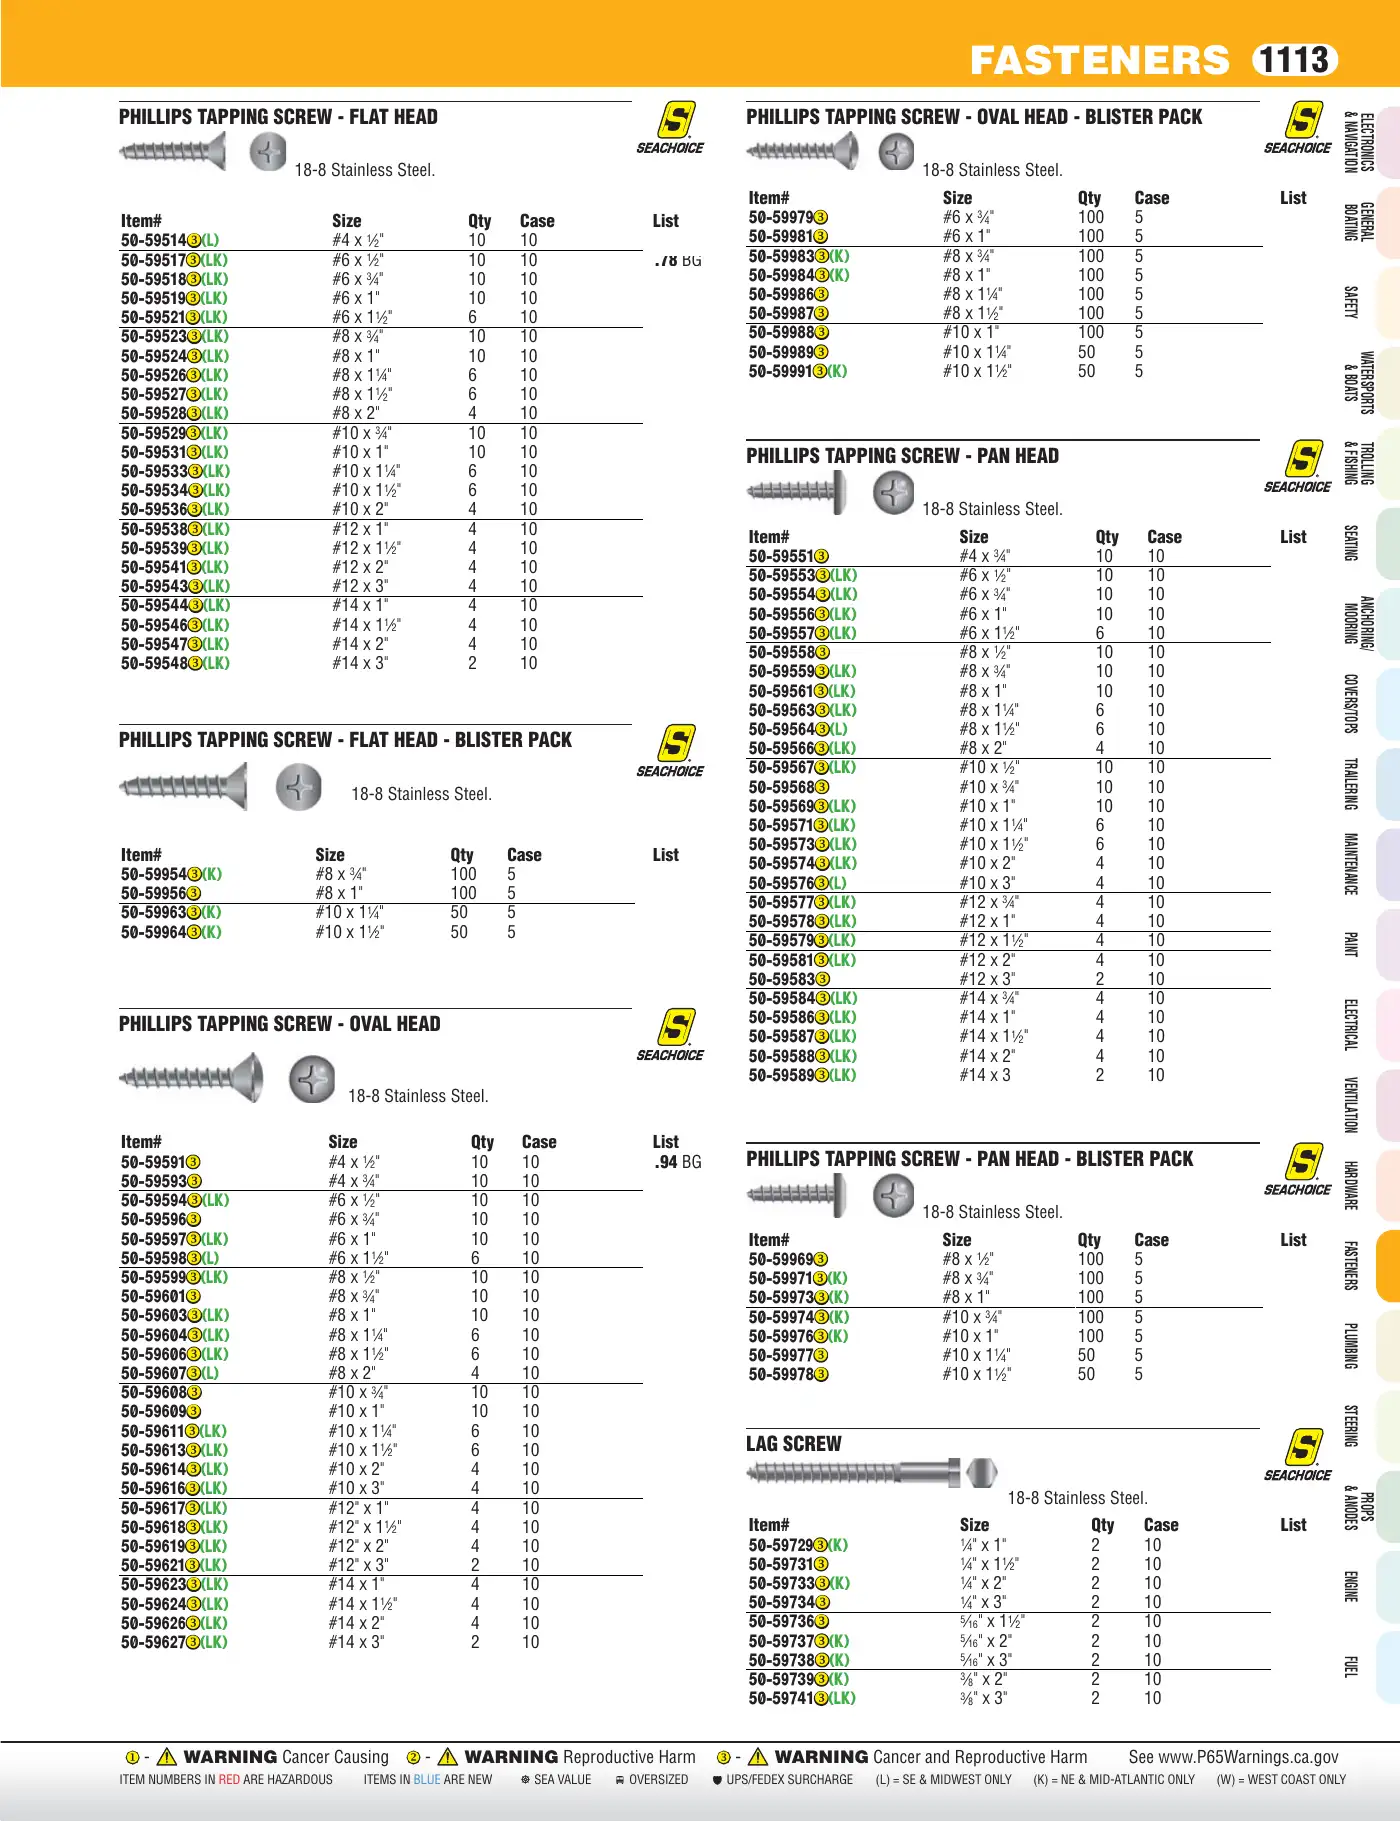 FASTENERS 1113
PHILLIPS TAPPING SCREW - FLAT HEAD
SEACHOICE
18-8 Stainless Steel.
Item# Size Qty Case List
50-59514③(L) #4 x ½" 10 10
50-59517③(LK) #6 x ½" 10 10 .78 BG
50-59518③(LK) #6 x ¾" 10 10
50-59519③(LK) #6 x 1" 10 10
50-59521③(LK) #6 x 1½" 6 10
50-59523③(LK) #8 x ¾" 10 10
50-59524③(LK) #8 x 1" 10 10
50-59526③(LK) #8 x 1¼" 6 10
50-59527③(LK) #8 x 1½" 6 10
50-59528③(LK) #8 x 2" 4 10
50-59529③(LK) #10 x ¾" 10 10
50-59531③(LK) #10 x 1" 10 10
50-59533③(LK) #10 x 1¼" 6 10
50-59534③(LK) #10 x 1½" 6 10
50-59536③(LK) #10 x 2" 4 10
50-59538③(LK) #12 x 1" 4 10
50-59539③(LK) #12 x 1½" 4 10
50-59541③(LK) #12 x 2" 4 10
50-59543③(LK) #12 x 3" 4 10
50-59544③(LK) #14 x 1" 4 10
50-59546③(LK) #14 x 1½" 4 10
50-59547③(LK) #14 x 2" 4 10
50-59548③(LK) #14 x 3" 2 10
PHILLIPS TAPPING SCREW - FLAT HEAD - BLISTER PACK
SEACHOICE
18-8 Stainless Steel.
Item# Size Qty Case List
50-59954③(K) #8 x ¾" 100 5
50-59956③ #8 x 1" 100 5
50-59963③(K) #10 x 1¼" 50 5
50-59964③(K) #10 x 1½" 50 5
PHILLIPS TAPPING SCREW - OVAL HEAD
SEACHOICE
18-8 Stainless Steel.
Item# Size Qty Case List
50-59591③ #4 x ½" 10 10 .94 BG
50-59593③ #4 x ¾" 10 10
50-59594③(LK) #6 x ½" 10 10
50-59596③ #6 x ¾" 10 10
50-59597③(LK) #6 x 1" 10 10
50-59598③(L) #6 x 1½" 6 10
50-59599③(LK) #8 x ½" 10 10
50-59601③ #8 x ¾" 10 10
50-59603③(LK) #8 x 1" 10 10
50-59604③(LK) #8 x 1¼" 6 10
50-59606③(LK) #8 x 1½" 6 10
50-59607③(L) #8 x 2" 4 10
50-59608③ #10 x ¾" 10 10
50-59609③ #10 x 1" 10 10
50-59611③(LK) #10 x 1¼" 6 10
50-59613③(LK) #10 x 1½" 6 10
50-59614③(LK) #10 x 2" 4 10
50-59616③(LK) #10 x 3" 4 10
50-59617③(LK) #12" x 1" 4 10
50-59618③(LK) #12" x 1½" 4 10
50-59619③(LK) #12" x 2" 4 10
50-59621③(LK) #12" x 3" 2 10
50-59623③(LK) #14 x 1" 4 10
50-59624③(LK) #14 x 1½" 4 10
50-59626③(LK) #14 x 2" 4 10
50-59627③(LK) #14 x 3" 2 10
PHILLIPS TAPPING SCREW - OVAL HEAD - BLISTER PACK
SEACHOICE
18-8 Stainless Steel.
Item# Size Qty Case List
50-59979③ #6 x ¾" 100 5
50-59981③ #6 x 1" 100 5
50-59983③(K) #8 x ¾" 100 5
50-59984③(K) #8 x 1" 100 5
50-59986③ #8 x 1¼" 100 5
50-59987③ #8 x 1½" 100 5
50-59988③ #10 x 1" 100 5
50-59989③ #10 x 1¼" 50 5
50-59991③(K) #10 x 1½" 50 5
PHILLIPS TAPPING SCREW - PAN HEAD
SEACHOICE
18-8 Stainless Steel.
Item# Size Qty Case List
50-59551③ #4 x ¾" 10 10
50-59553③(LK) #6 x ½" 10 10
50-59554③(LK) #6 x ¾" 10 10
50-59556③(LK) #6 x 1" 10 10
50-59557③(LK) #6 x 1½" 6 10
50-59558③ #8 x ½" 10 10
50-59559③(LK) #8 x ¾" 10 10
50-59561③(LK) #8 x 1" 10 10
50-59563③(LK) #8 x 1¼" 6 10
50-59564③(L) #8 x 1½" 6 10
50-59566③(LK) #8 x 2" 4 10
50-59567③(LK) #10 x ½" 10 10
50-59568③ #10 x ¾" 10 10
50-59569③(LK) #10 x 1" 10 10
50-59571③(LK) #10 x 1¼" 6 10
50-59573③(LK) #10 x 1½" 6 10
50-59574③(LK) #10 x 2" 4 10
50-59576③(L) #10 x 3" 4 10
50-59577③(LK) #12 x ¾" 4 10
50-59578③(LK) #12 x 1" 4 10
50-59579③(LK) #12 x 1½" 4 10
50-59581③(LK) #12 x 2" 4 10
50-59583③ #12 x 3" 2 10
50-59584③(LK) #14 x ¾" 4 10
50-59586③(LK) #14 x 1" 4 10
50-59587③(LK) #14 x 1½" 4 10
50-59588③(LK) #14 x 2" 4 10
50-59589③(LK) #14 x 3 2 10
PHILLIPS TAPPING SCREW - PAN HEAD - BLISTER PACK
SEACHOICE
18-8 Stainless Steel.
Item# Size Qty Case List
50-59969③ #8 x ½" 100 5
50-59971③(K) #8 x ¾" 100 5
50-59973③(K) #8 x 1" 100 5
50-59974③(K) #10 x ¾" 100 5
50-59976③(K) #10 x 1" 100 5
50-59977③ #10 x 1¼" 50 5
50-59978③ #10 x 1½" 50 5
LAG SCREW
SEACHOICE
18-8 Stainless Steel.
Item# Size Qty Case List
50-59729③(K) ¼" x 1" 2 10
50-59731③ ¼" x 1½" 2 10
50-59733③(K) ¼" x 2" 2 10
50-59734③ ¼" x 3" 2 10
50-59736③ 5⁄16" x 1½" 2 10
50-59737③(K) 5⁄16" x 2" 2 10
50-59738③(K) 5⁄16" x 3" 2 10
50-59739③(K) ⅜" x 2" 2 10
50-59741③(LK) ⅜" x 3" 2 10
ELECTRONICS
& NAVIGATION
GENERAL
BOATING
SAFETY
WATERSPORTS
& BOATS
TROLLING
& FISHING
SEATING
ANCHORING/
MOORING
COVERS/TOPS
TRAILERING
MAINTENANCE
PAINT
ELECTRICAL
VENTILATION
HARDWARE
FASTENERS
PLUMBING
STEERING
PROPS
& ANODES
ENGINE
FUEL
① - ⚠ WARNING Cancer Causing ② - ⚠ WARNING Reproductive Harm ③ - ⚠ WARNING Cancer and Reproductive Harm See www.P65Warnings.ca.gov
ITEM NUMBERS IN RED ARE HAZARDOUS ITEMS IN BLUE ARE NEW SEA VALUE OVERSIZED UPS/FEDEX SURCHARGE (L) = SE & MIDWEST ONLY (K) = NE & MID-ATLANTIC ONLY (W) = WEST COAST ONLY